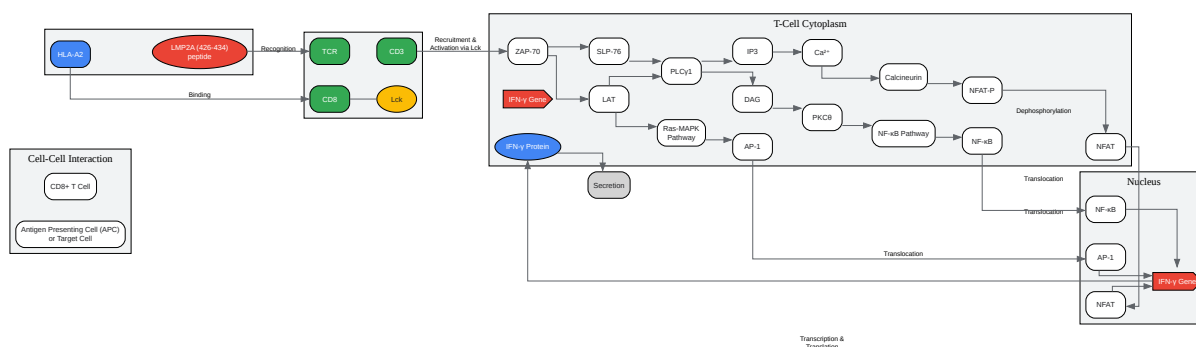 T-Cell Cytoplasm
HLA-A2
LMP2A (426-434)
peptide
Recognition
Binding
TCR
CD3
CD8
Lck
Recruitment &
Activation via Lck
ZAP-70
SLP-76
IFN-γ Gene
LAT
PLCγ1
IP3
Ca²⁺
DAG
Calcineurin
NFAT-P
Dephosphorylation
PKCθ
Ras-MAPK
Pathway
AP-1
NF-κB Pathway
NF-κB
NFAT
IFN-γ Protein
Secretion
Cell-Cell Interaction
CD8+ T Cell
Antigen Presenting Cell (APC)
or Target Cell
Translocation
Translocation
Translocation
Nucleus
NF-κB
AP-1
IFN-γ Gene
NFAT
Transcription &